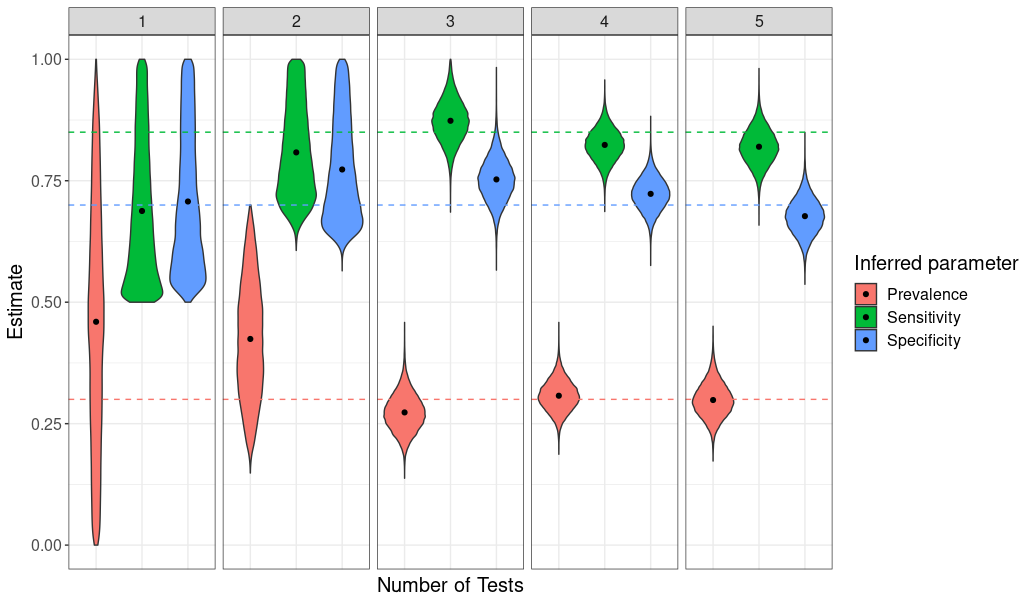 1 2 3 4 5
1.00
0.75
0.50
0.25
0.00
Estimate
Number of Tests
Inferred parameter
Prevalence
Sensitivity
Specificity